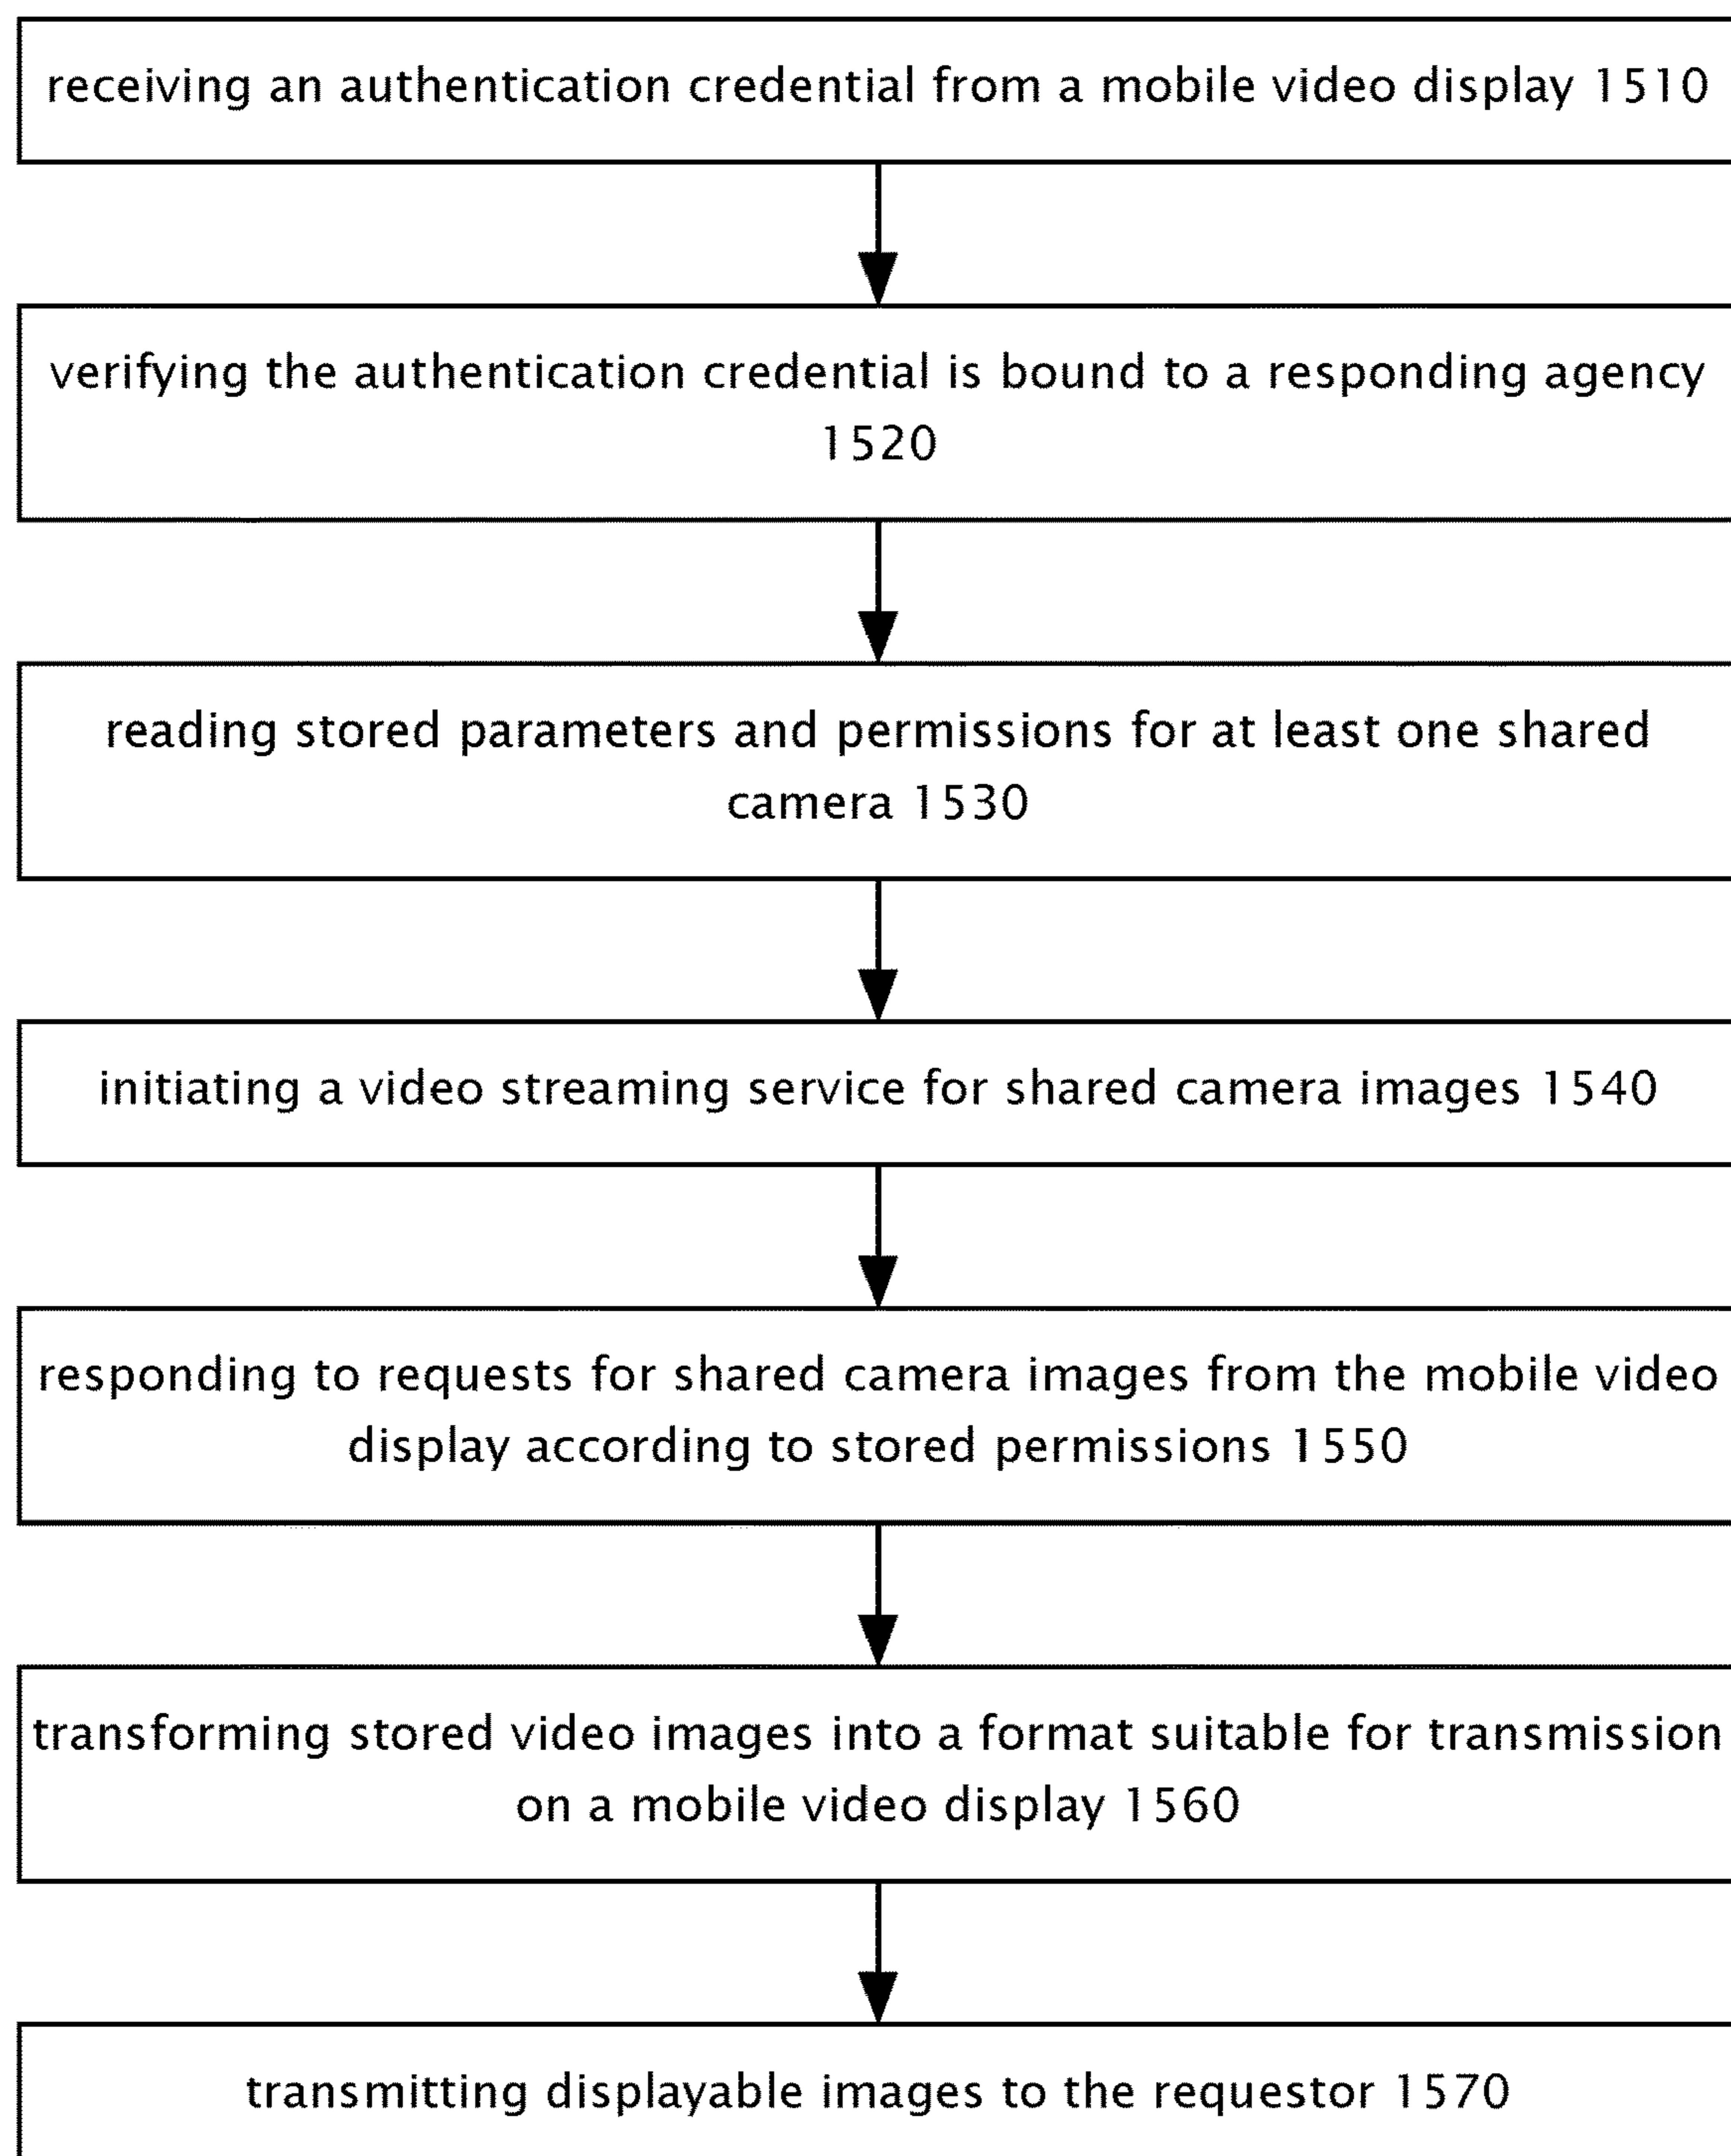 receiving an authentication credential from a mobile video display 1510
verifying the authentication credential is bound to a responding agency
1520
reading stored parameters and permissions for at least one shared
camera 1530
initiating a video streaming service for shared camera images 1540
responding to requests for shared camera images from the mobile video
display according to stored permissions 1550
transforming stored video images into a format suitable for transmission
on a mobile video display 1560
transmitting displayable images to the requestor 1570